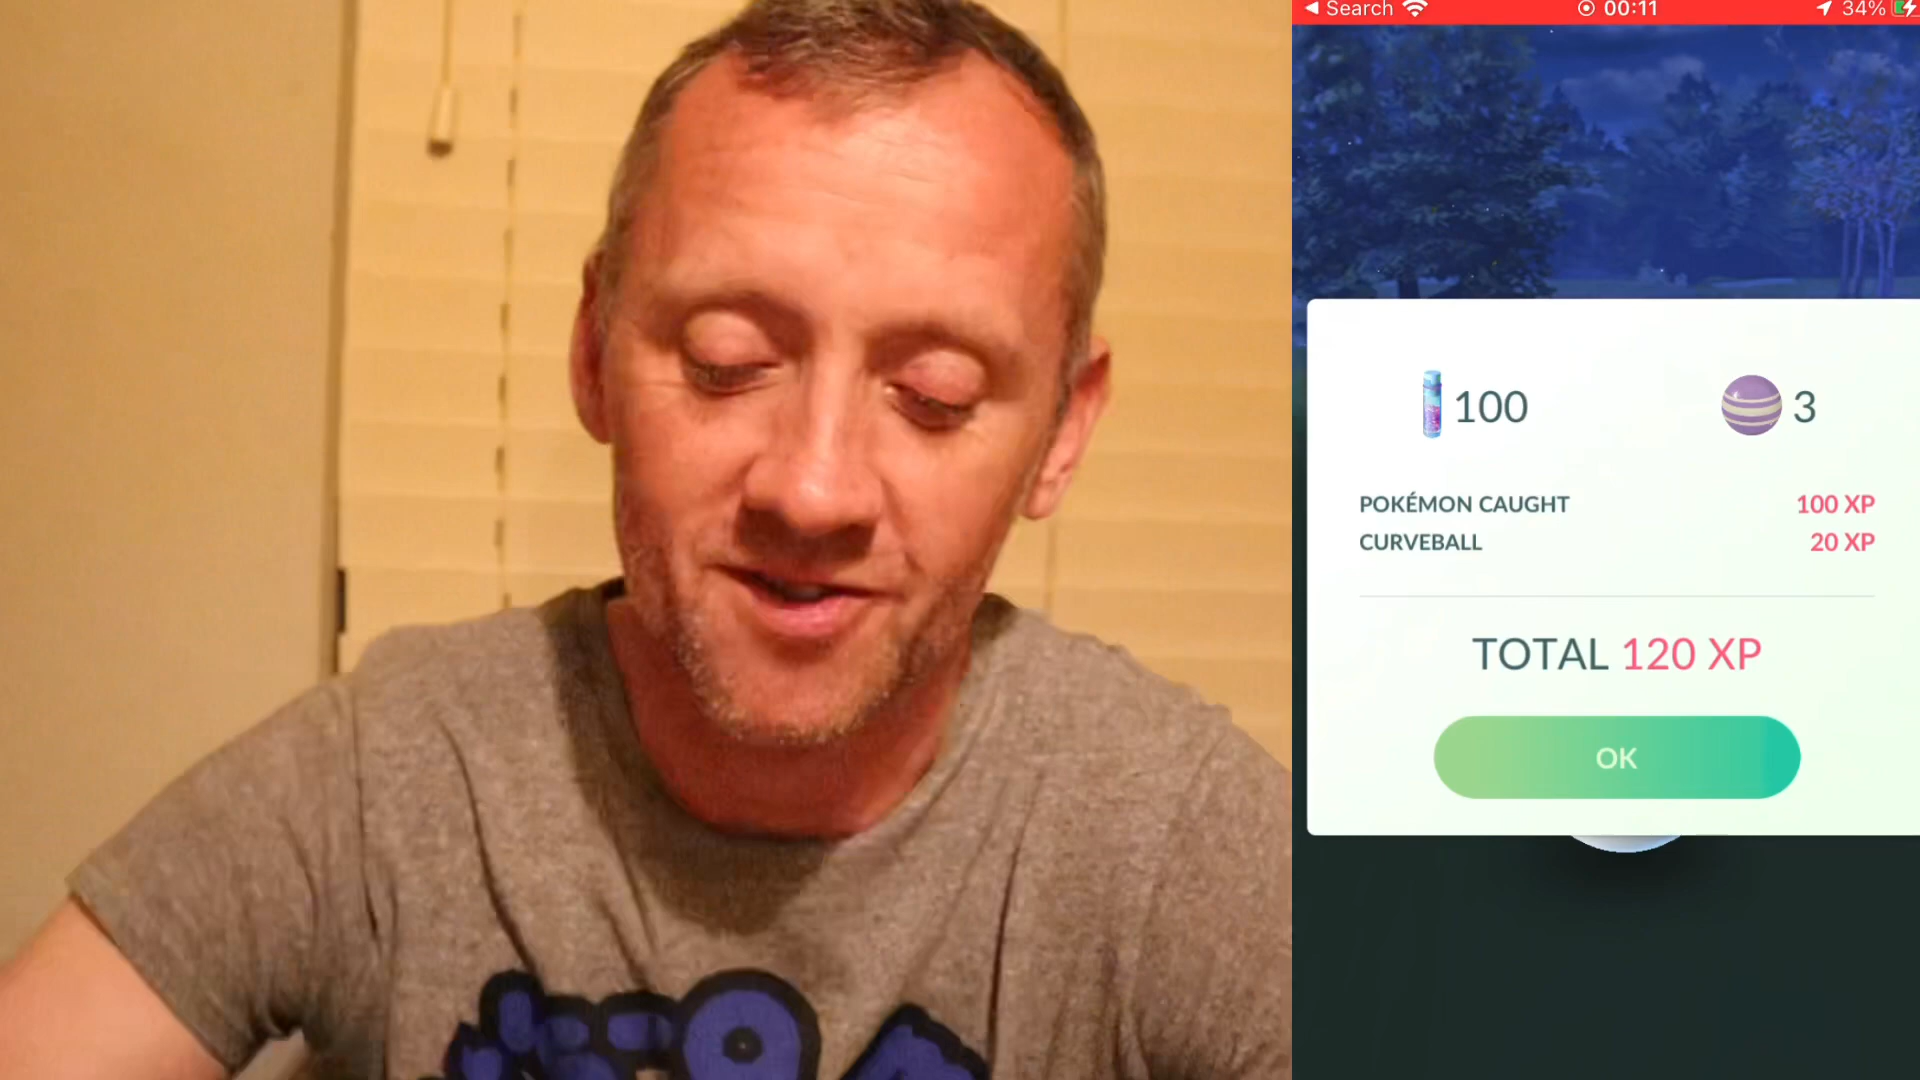 Search 00:11 34%
100 3
POKÉMON CAUGHT 100 XP
CURVEBALL 20 XP
TOTAL 120 XP
OK